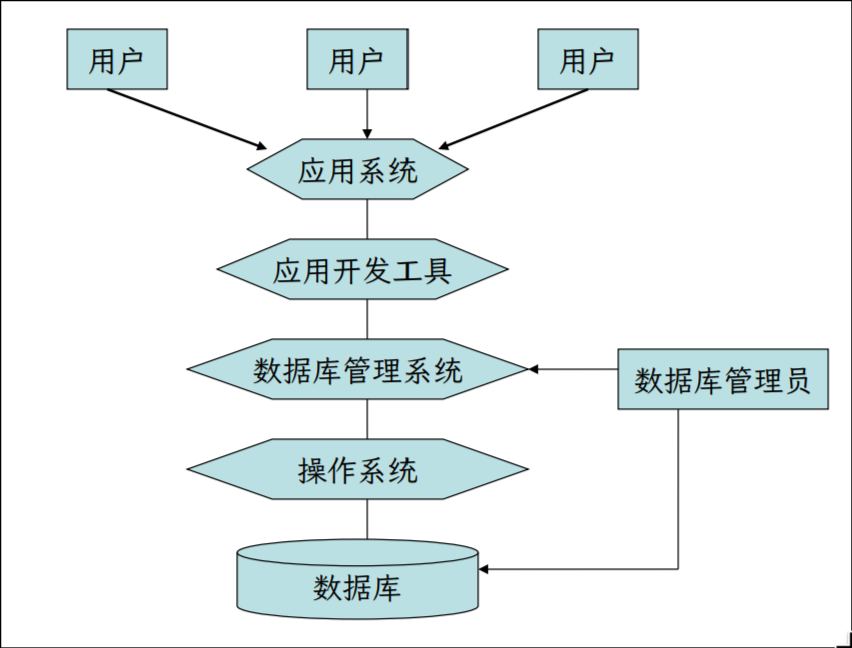 用户
用户
用户
应用系统
应用开发工具
数据库管理系统
数据库管理员
操作系统
数据库